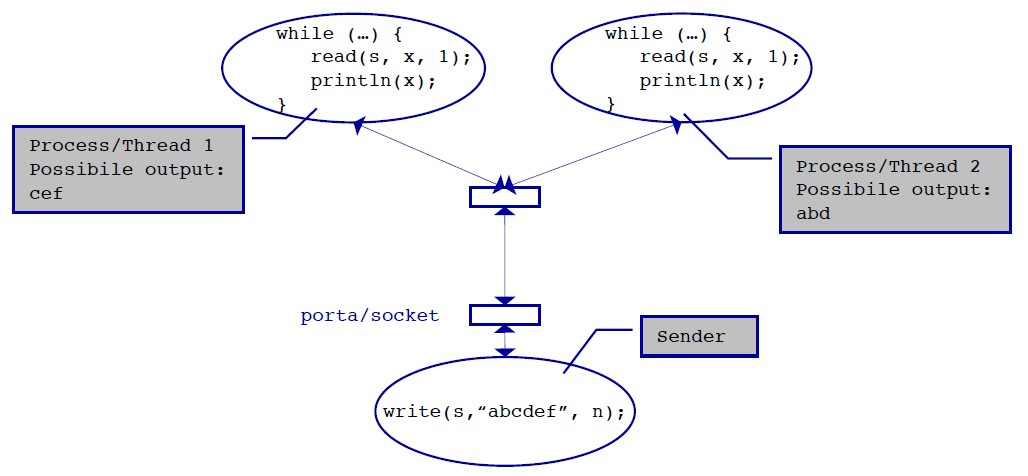 while (…) {
read(s, x, 1);
println(x);
}
while (…) {
read(s, x, 1);
println(x);
}
Process/Thread 1
Possibile output:
cef
Process/Thread 2
Possibile output:
abd
porta/socket
Sender
write(s,“abcdef”, n);